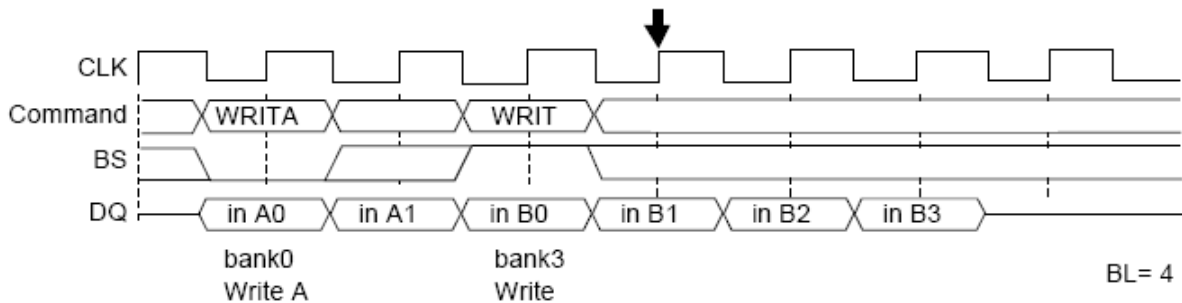 CLK
Command WRITA WRIT
BS
DQ in A0 in A1 in B0 in B1 in B2 in B3
bank0 bank3
Write A Write BL= 4